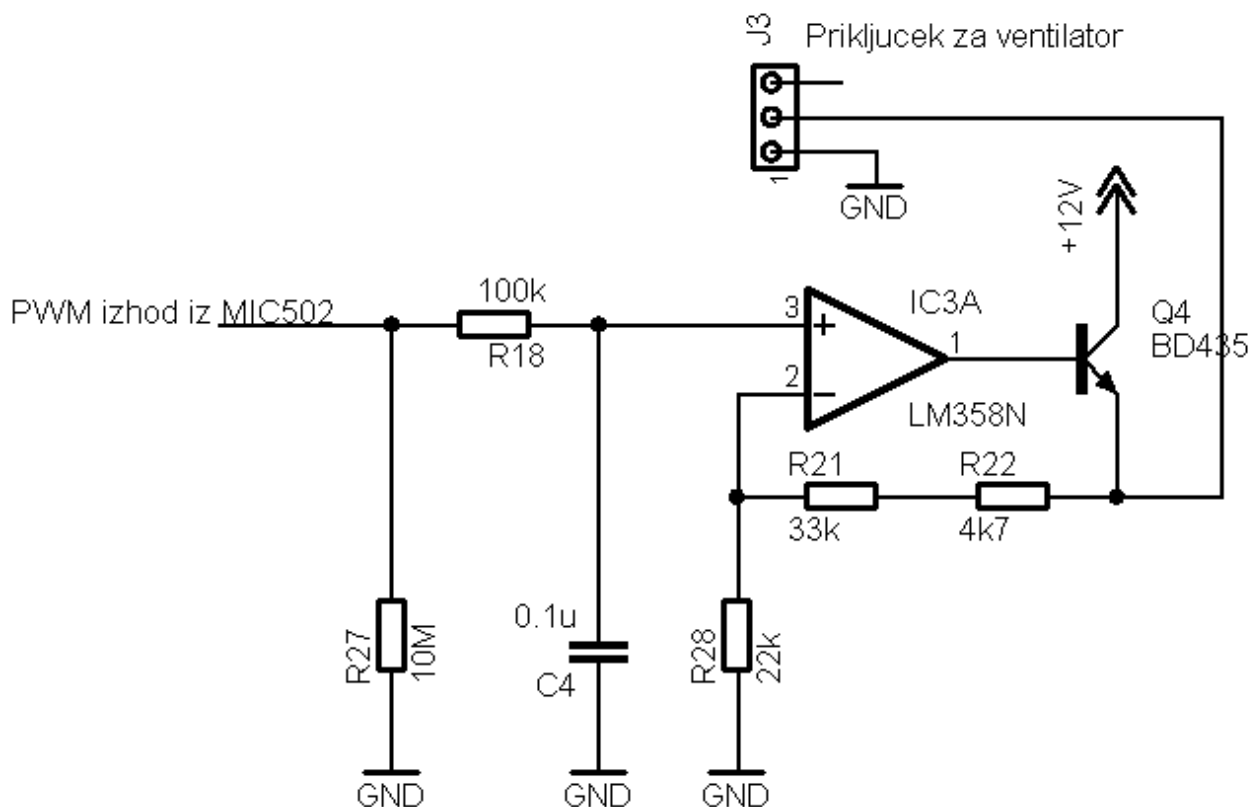 J3
Prikljucek za ventilator
1
GND
+12V
PWM izhod iz MIC502
100k
R18
3
2
1
IC3A
LM358N
Q4
BD435
R21
33k
R22
4k7
R27
10M
0.1u
C4
R28
22k
GND
GND
GND